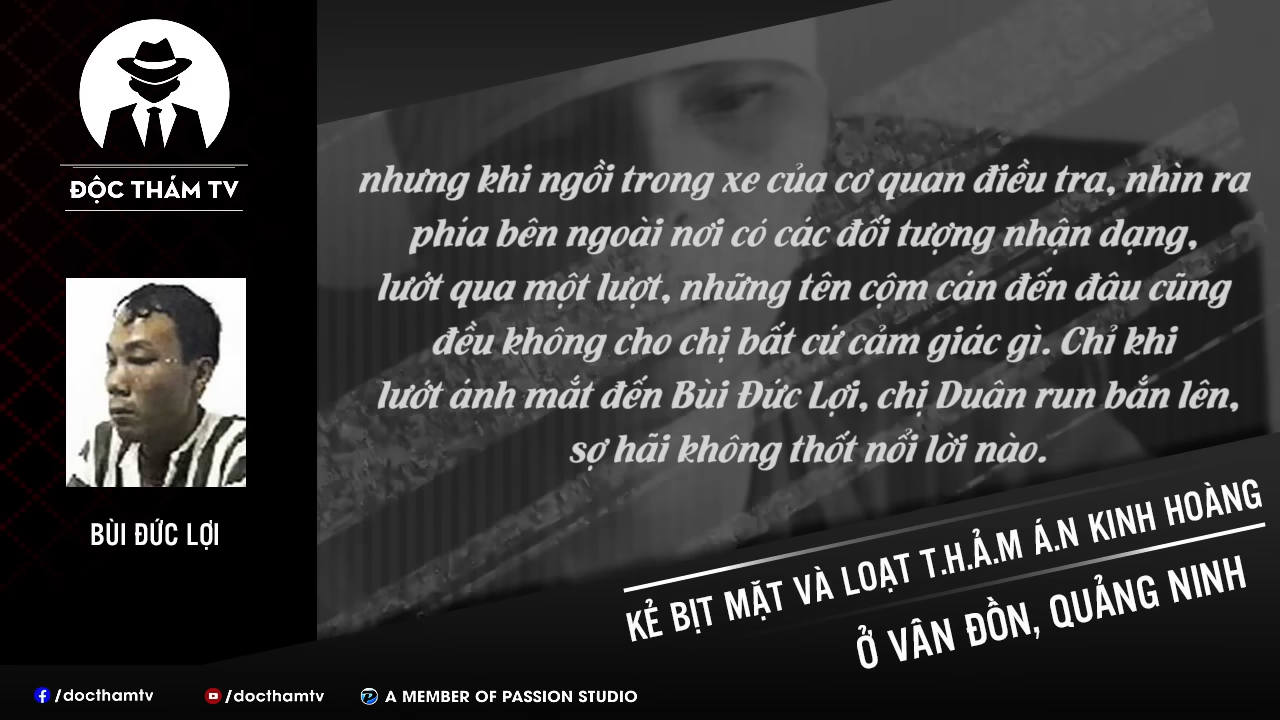 ĐỘC THÁM TV
BÙI ĐỨC LỢI
nhưng khi ngồi trong xe của cơ quan điều tra, nhìn ra
phía bên ngoài nơi có các đối tượng nhận dạng,
lướt qua một lượt, những tên cộm cán đến đâu cũng
đều không cho chị bất cứ cảm giác gì. Chỉ khi
lướt ánh mắt đến Bùi Đức Lợi, chị Duân run bắn lên,
sợ hãi không thốt nổi lời nào.
KẺ BỊT MẶT VÀ LOẠT T.H.Ả.M Á.N KINH HOÀNG
Ở VÂN ĐỒN, QUẢNG NINH
/docthamtv
/docthamtv
A MEMBER OF PASSION STUDIO